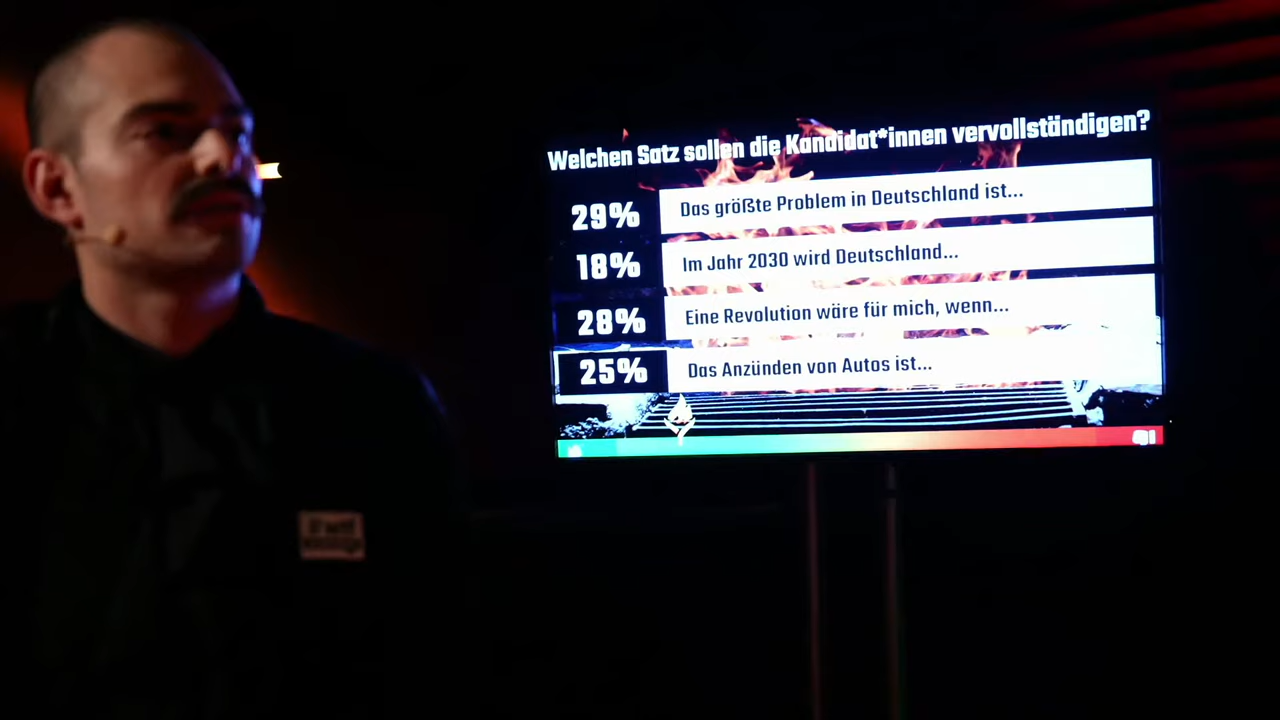 Welchen Satz sollen die Kandidat*innen vervollständigen?
29% Das größte Problem in Deutschland ist...
18% Im Jahr 2030 wird Deutschland...
28% Eine Revolution wäre für mich, wenn...
25% Das Anzünden von Autos ist...